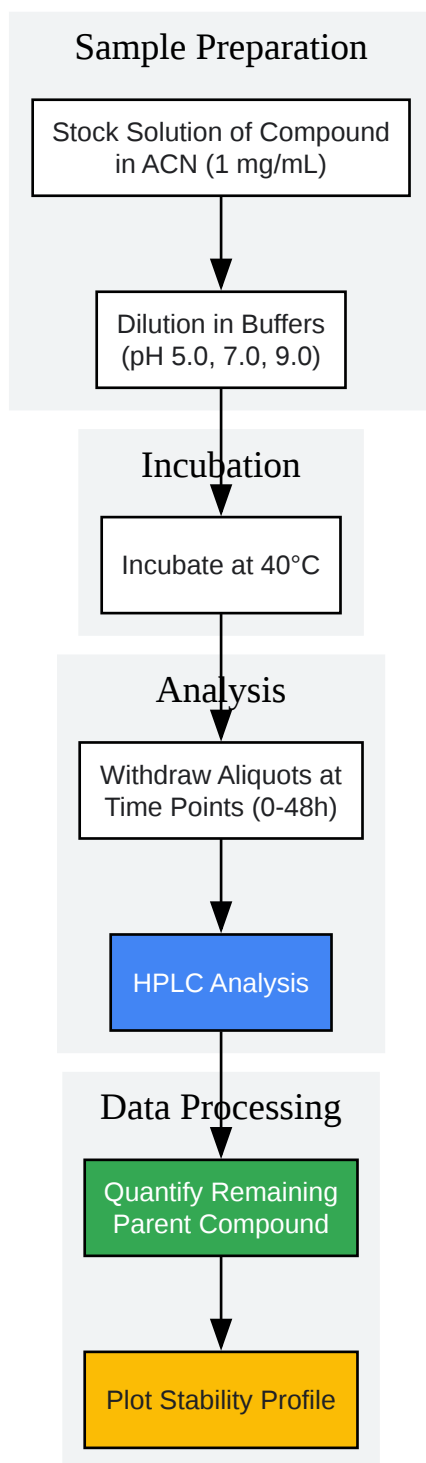 Sample Preparation
Stock Solution of Compound
in ACN (1 mg/mL)
Dilution in Buffers
(pH 5.0, 7.0, 9.0)
Incubation
Incubate at 40°C
Analysis
Withdraw Aliquots at
Time Points (0-48h)
HPLC Analysis
Data Processing
Quantify Remaining
Parent Compound
Plot Stability Profile